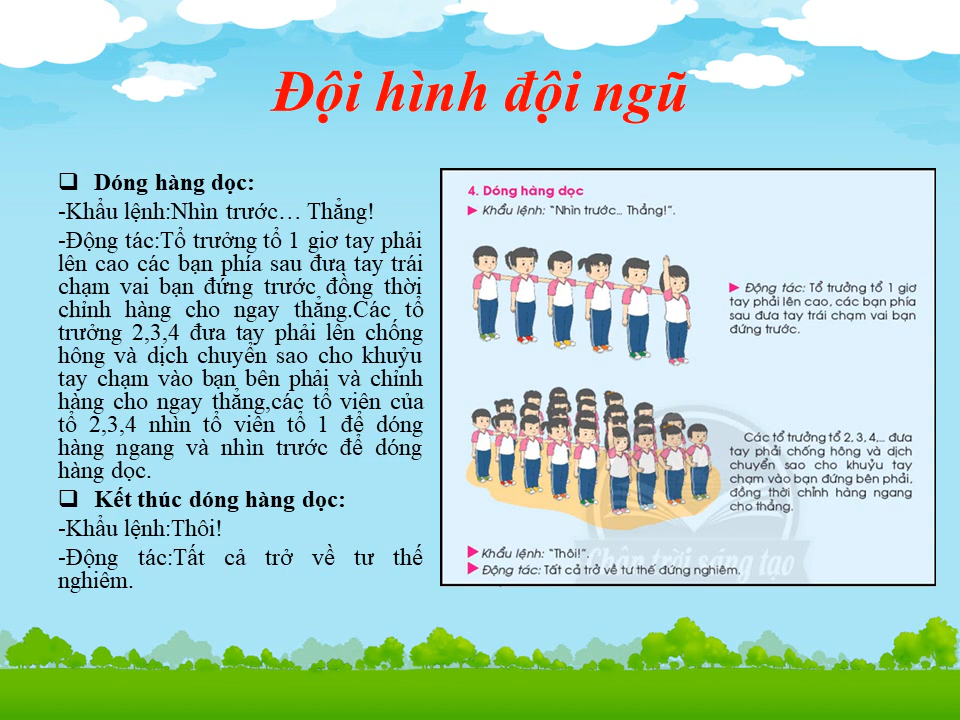 Đội hình đội ngũ
Dóng hàng dọc:
-Khẩu lệnh:Nhìn trước… Thẳng!
-Động tác:Tổ trưởng tổ 1 giơ tay phải
lên cao các bạn phía sau đưa tay trái
chạm vai bạn đứng trước đồng thời
chỉnh hàng cho ngay thẳng.Các tổ
trưởng 2,3,4 đưa tay phải lên chống
hông và dịch chuyển sao cho khuỷu
tay chạm vào bạn bên phải và chỉnh
hàng cho ngay thẳng,các tổ viên của
tổ 2,3,4 nhìn tổ viên tổ 1 để dóng
hàng ngang và nhìn trước để dóng
hàng dọc.
Kết thúc dóng hàng dọc:
-Khẩu lệnh:Thôi!
-Động tác:Tất cả trở về tư thế
nghiêm.
4. Dóng hàng dọc
Khẩu lệnh: “Nhìn trước... Thẳng!”.
Động tác: Tổ trưởng tổ 1 giơ
tay phải lên cao, các bạn phía
sau đưa tay trái chạm vai bạn
đứng trước.
Các tổ trưởng tổ 2, 3, 4,... đưa
tay phải chống hông và dịch
chuyển sao cho khuỷu tay
chạm vào bạn đứng bên phải,
đồng thời chỉnh hàng ngang
cho thẳng.
Khẩu lệnh: “Thôi!”.
Động tác: Tất cả trở về tư thế đứng nghiêm.
Chân trời sáng tạo